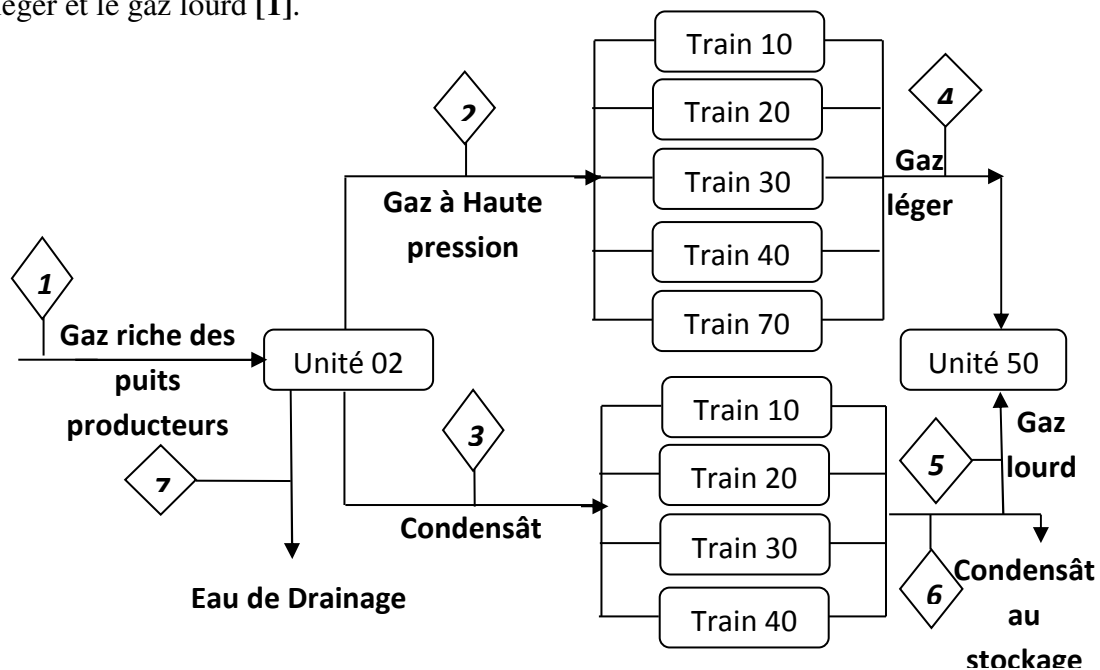 léger et le gaz lourd [1].
Train 10
2
4
Train 20
Gaz
léger
Train 30
Gaz à Haute
pression
Train 40
1
Train 70
Gaz riche des
puits
producteurs
Unité 02
Unité 50
Train 10
Gaz
lourd
3
5
7
Train 20
Condensât
Train 30
Condensât
au
stockage
Eau de Drainage
6
Train 40